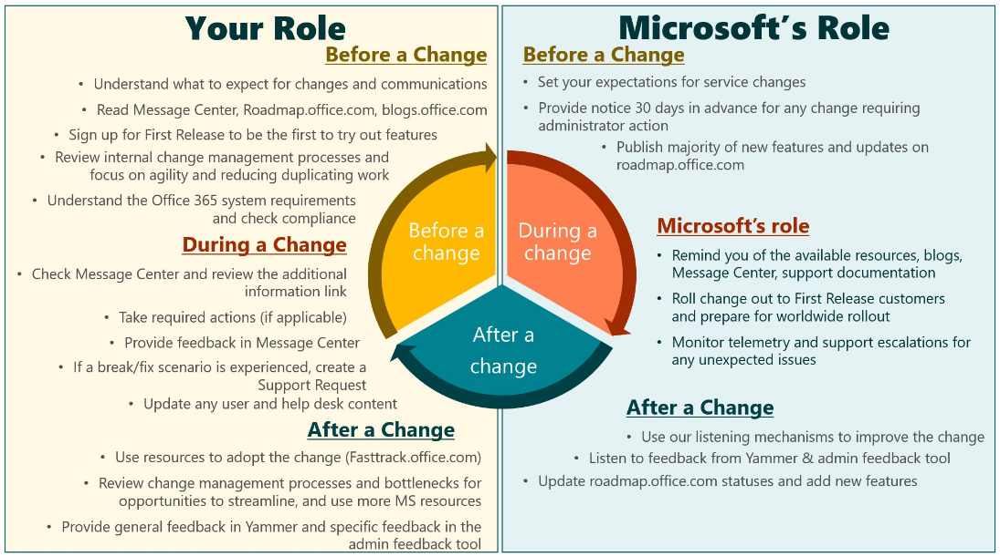 Your Role
Before a Change
• Understand what to expect for changes and communications
• Read Message Center, Roadmap.office.com, blogs.office.com
• Sign up for First Release to be the first to try out features
• Review internal change management processes and
focus on agility and reducing duplicating work
• Understand the Office 365 system requirements
and check compliance
During a Change
• Check Message Center and review the additional
information link
• Take required actions (if applicable)
• Provide feedback in Message Center
• If a break/fix scenario is experienced, create a
Support Request
• Update any user and help desk content
After a Change
• Use resources to adopt the change (Fasttrack.office.com)
• Review change management processes and bottlenecks for
opportunities to streamline, and use more MS resources
• Provide general feedback in Yammer and specific feedback in the
admin feedback tool
Before a
change
During a
change
After a
change
Microsoft's Role
Before a Change
• Set your expectations for service changes
• Provide notice 30 days in advance for any change requiring
administrator action
• Publish majority of new features and updates on
roadmap.office.com
Microsoft's role
• Remind you of the available resources, blogs,
Message Center, support documentation
• Roll change out to First Release customers
and prepare for worldwide rollout
• Monitor telemetry and support escalations for
any unexpected issues
After a Change
• Use our listening mechanisms to improve the change
• Listen to feedback from Yammer & admin feedback tool
• Update roadmap.office.com statuses and add new features